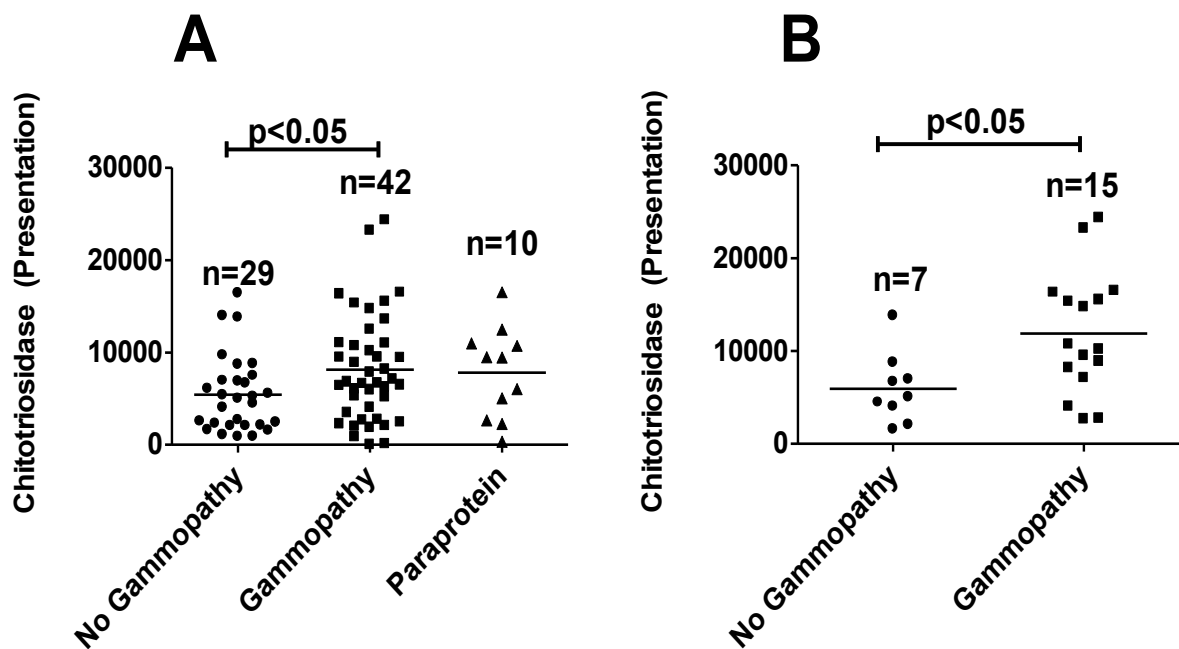 A
Chitotriosidase (Presentation)
p<0.05
30000
20000
10000
0
n=29
n=42
n=10
No Gammopathy
Gammopathy
Paraprotein
B
Chitotriosidase (Presentation)
p<0.05
30000
20000
10000
0
n=7
n=15
No Gammopathy
Gammopathy